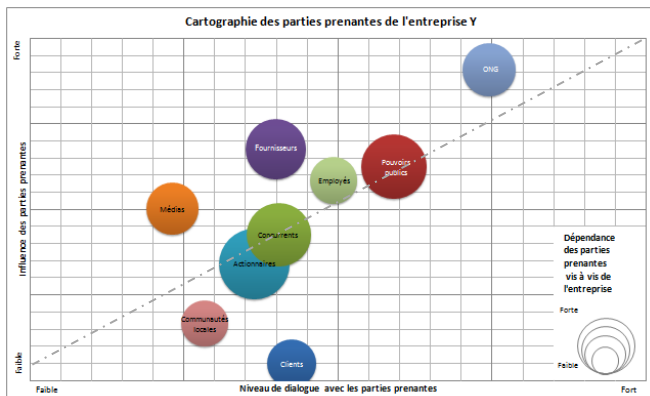 Cartographie des parties prenantes de l'entreprise Y
Forte
Influence des parties prenantes
Faible
ONG
Fournisseurs
Pouvoirs
publics
Employés
Médias
Concurrents
Actionnaires
Communautés
locales
Clients
Dépendance
des parties
prenantes
vis à vis de
l'entreprise
Forte
Faible
Faible
Niveau de dialogue avec les parties prenantes
Fort